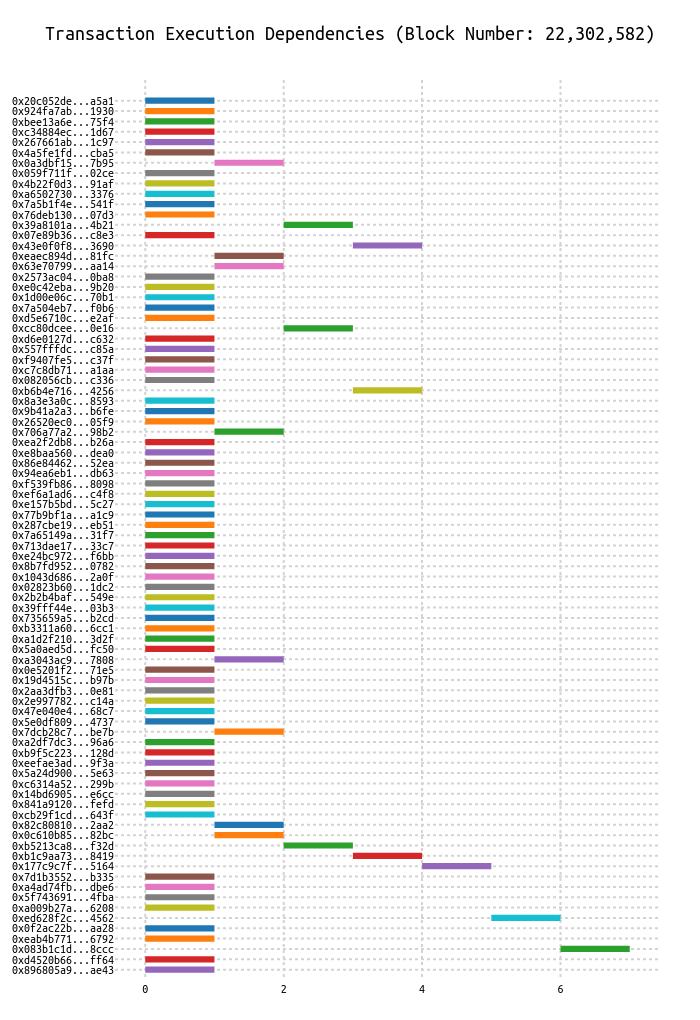 Transaction Execution Dependencies (Block Number: 22,302,582)
0x20c052de...a5a1
0x924fa7ab...1930
0xbee13a6e...75f4
0xc34884ec...1d67
0x267661ab...1c97
0x4a5fe1fd...cba5
0x0a3dbf15...7b95
0x059f711f...02ce
0x4b22f0d3...91af
0xa6502730...3376
0x7a5b1f4e...541f
0x76deb130...07d3
0x39a8101a...4b21
0x07e89b36...c8e3
0x43e0f0f8...3690
0xeaec894d...81fc
0x63e70799...aa14
0x2573ac04...0ba8
0xe0c42eba...9b20
0x1d00e06c...70b1
0x7a504eb7...f0b6
0xd5e6710c...e2af
0xcc80dcee...0e16
0xd6e0127d...c632
0x557fffdc...c85a
0xf9407fe5...c37f
0xc7c8db71...a1aa
0x082056cb...c336
0xb6b4e716...4256
0x8a3e3a0c...8593
0x9b41a2a3...b6fe
0x26520ec0...05f9
0x706a77a2...98b2
0xea2f2db8...b26a
0xe8baa560...dea0
0x86e84462...52ea
0x94ea6eb1...db63
0xf539fb86...8098
0xef6a1ad6...c4f8
0xe157b5bd...5c27
0x77b9bf1a...a1c9
0x287cbe19...eb51
0x7a65149a...31f7
0x713dae17...33c7
0xe24bc972...f6bb
0x8b7fd952...0782
0x1043d686...2a0f
0x02823b60...1dc2
0x2b2b4baf...549e
0x39fff44e...03b3
0x735659a5...b2cd
0xb3311a60...6cc1
0xa1d2f210...3d2f
0x5a0aed5d...fc50
0xa3043ac9...7808
0x0e5201f2...71e5
0x19d4515c...b97b
0x2aa3dfb3...0e81
0x2e997782...c14a
0x47e040e4...68c7
0x5e0df809...4737
0x7dcb28c7...be7b
0xa2df7dc3...96a6
0xb9f5c223...128d
0xeefae3ad...9f3a
0x5a24d900...5e63
0xc6314a52...299b
0x14bd6905...e6cc
0x841a9120...fefd
0xcb29f1cd...643f
0x82c80810...2aa2
0x0c610b85...82bc
0xb5213ca8...f32d
0xb1c9aa73...8419
0x177c9c7f...5164
0x7d1b3552...b335
0xa4ad74fb...dbe6
0x5f743691...4fba
0xa009b27a...6208
0xed628f2c...4562
0x0f2ac22b...aa28
0xeab4b771...6792
0x083b1c1d...8ccc
0xd4520b66...ff64
0x896805a9...ae43
0 2 4 6